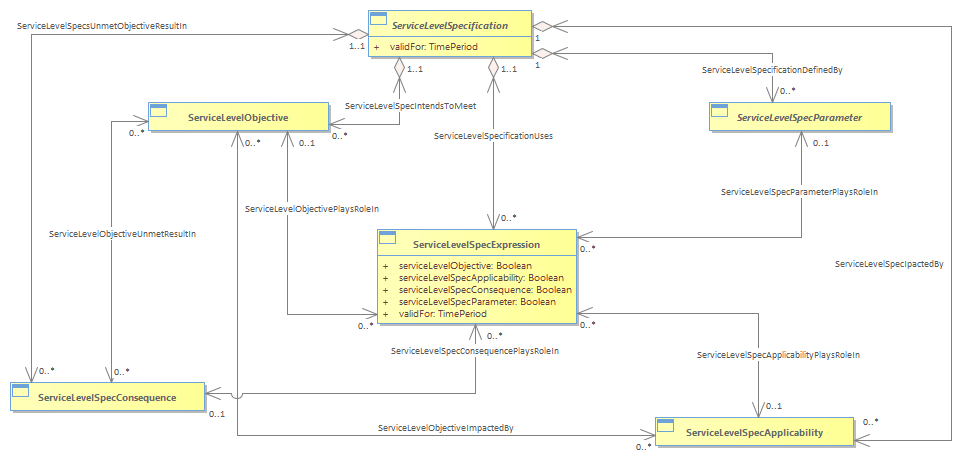 ServiceLevelSpecification
+ validFor: TimePeriod
ServiceLevelSpecsUnmetObjectiveResultIn
1..1
1
1
1..1
1..1
ServiceLevelSpecificationDefinedBy
0..*
ServiceLevelSpecIntendsToMeet
ServiceLevelObjective
ServiceLevelSpecParameter
0..*
0..*
0..*
0..1
0..1
ServiceLevelSpecificationUses
ServiceLevelSpecParameterPlaysRoleIn
ServiceLevelObjectivePlaysRoleIn
0..*
ServiceLevelObjectiveUnmetResultIn
ServiceLevelSpecExpression
0..*
+ serviceLevelObjective: Boolean
+ serviceLevelSpecApplicability: Boolean
+ serviceLevelSpecConsequence: Boolean
+ serviceLevelSpecParameter: Boolean
+ validFor: TimePeriod
ServiceLevelSpecIpactedBy
0..*
0..*
0..*
ServiceLevelSpecConsequencePlaysRoleIn
ServiceLevelSpecApplicabilityPlaysRoleIn
0..*
0..*
ServiceLevelSpecConsequence
0..1
0..1
ServiceLevelObjectiveImpactedBy
ServiceLevelSpecApplicability
0..*
0..*